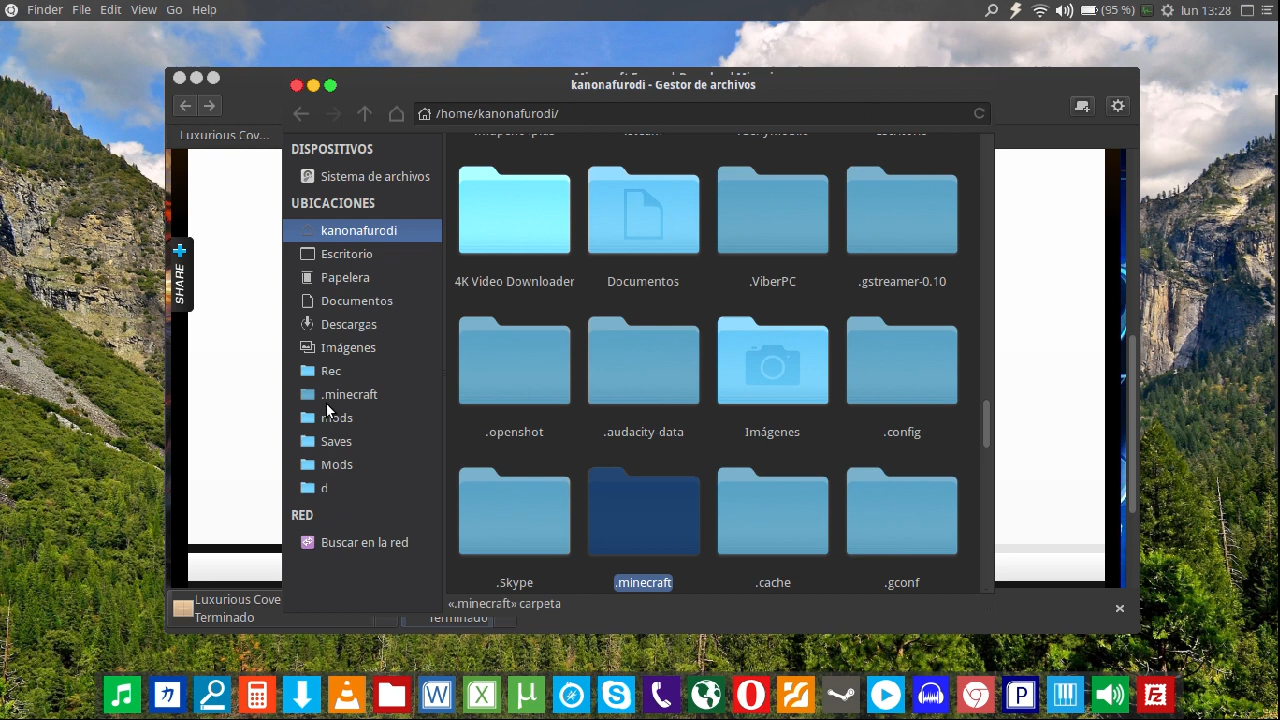 Finder File Edit View Go Help
(95 %) lun 13:28
kanonafurodi - Gestor de archivos
/home/kanonafurodi/
Luxurious Cov...
SHARE
DISPOSITIVOS
Sistema de archivos
UBICACIONES
kanonafurodi
Escritorio
Papelera
Documentos
Descargas
Imágenes
Rec
.minecraft
mods
Saves
Mods
d
RED
Buscar en la red
4K Video Downloader Documentos .ViberPC .gstreamer-0.10
.openshot .audacity-data Imágenes .config
.Skype .minecraft .cache .gconf
«.minecraft» carpeta
Luxurious Cove
Terminado
Terminado